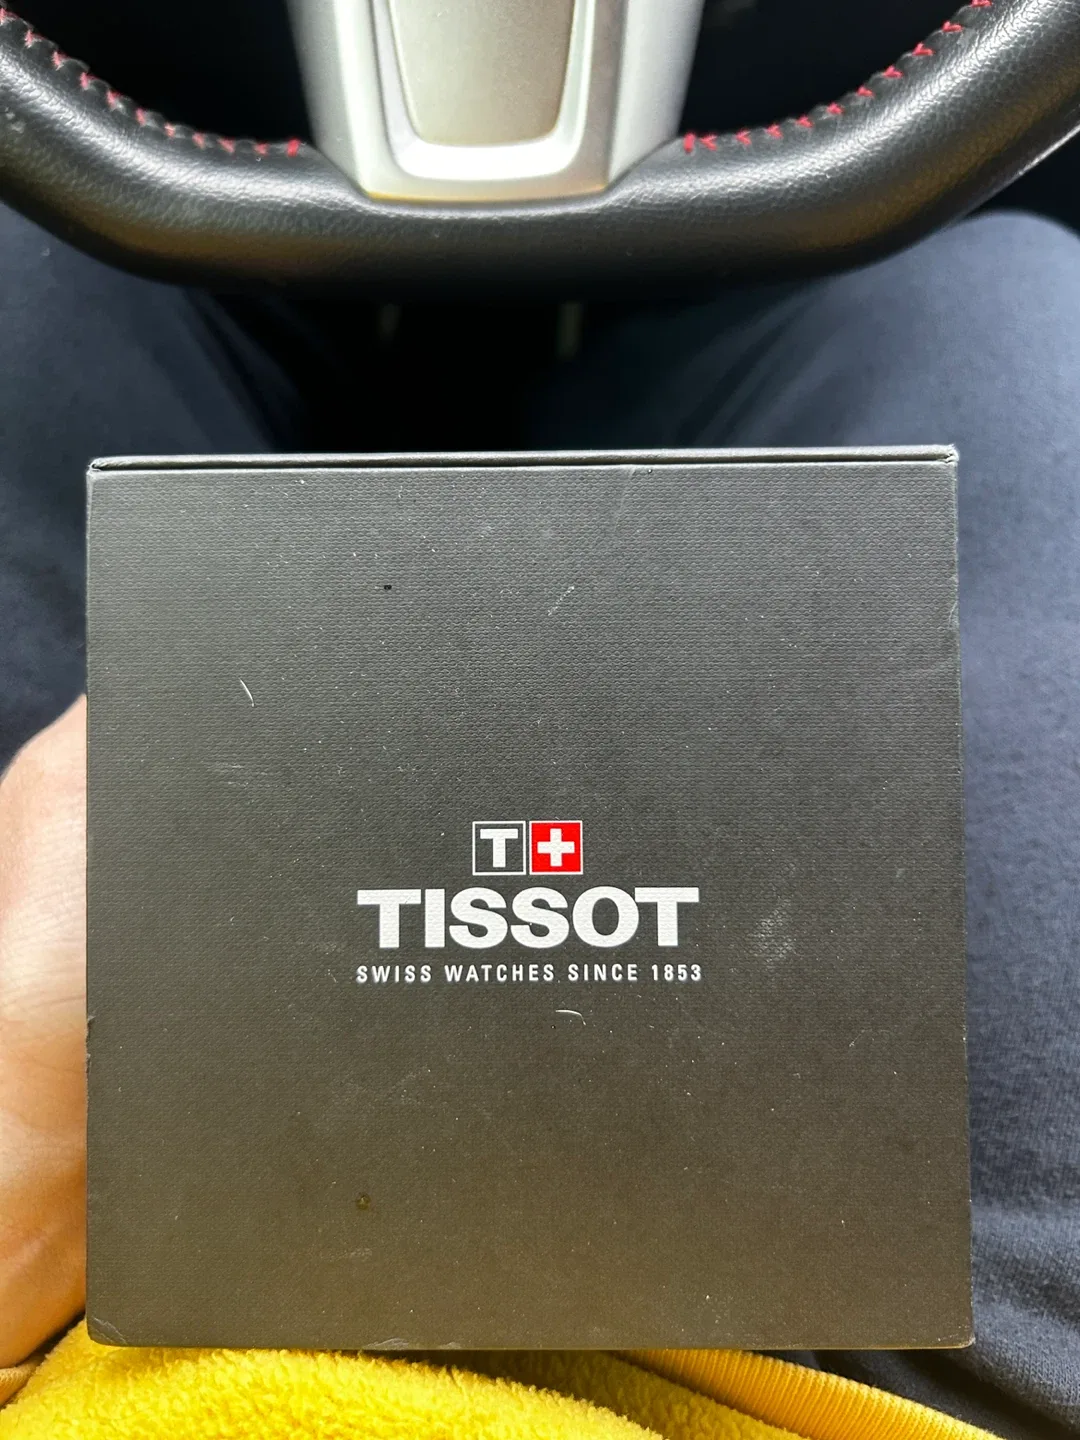 T+
TISSOT
SWISS WATCHES SINCE 1853